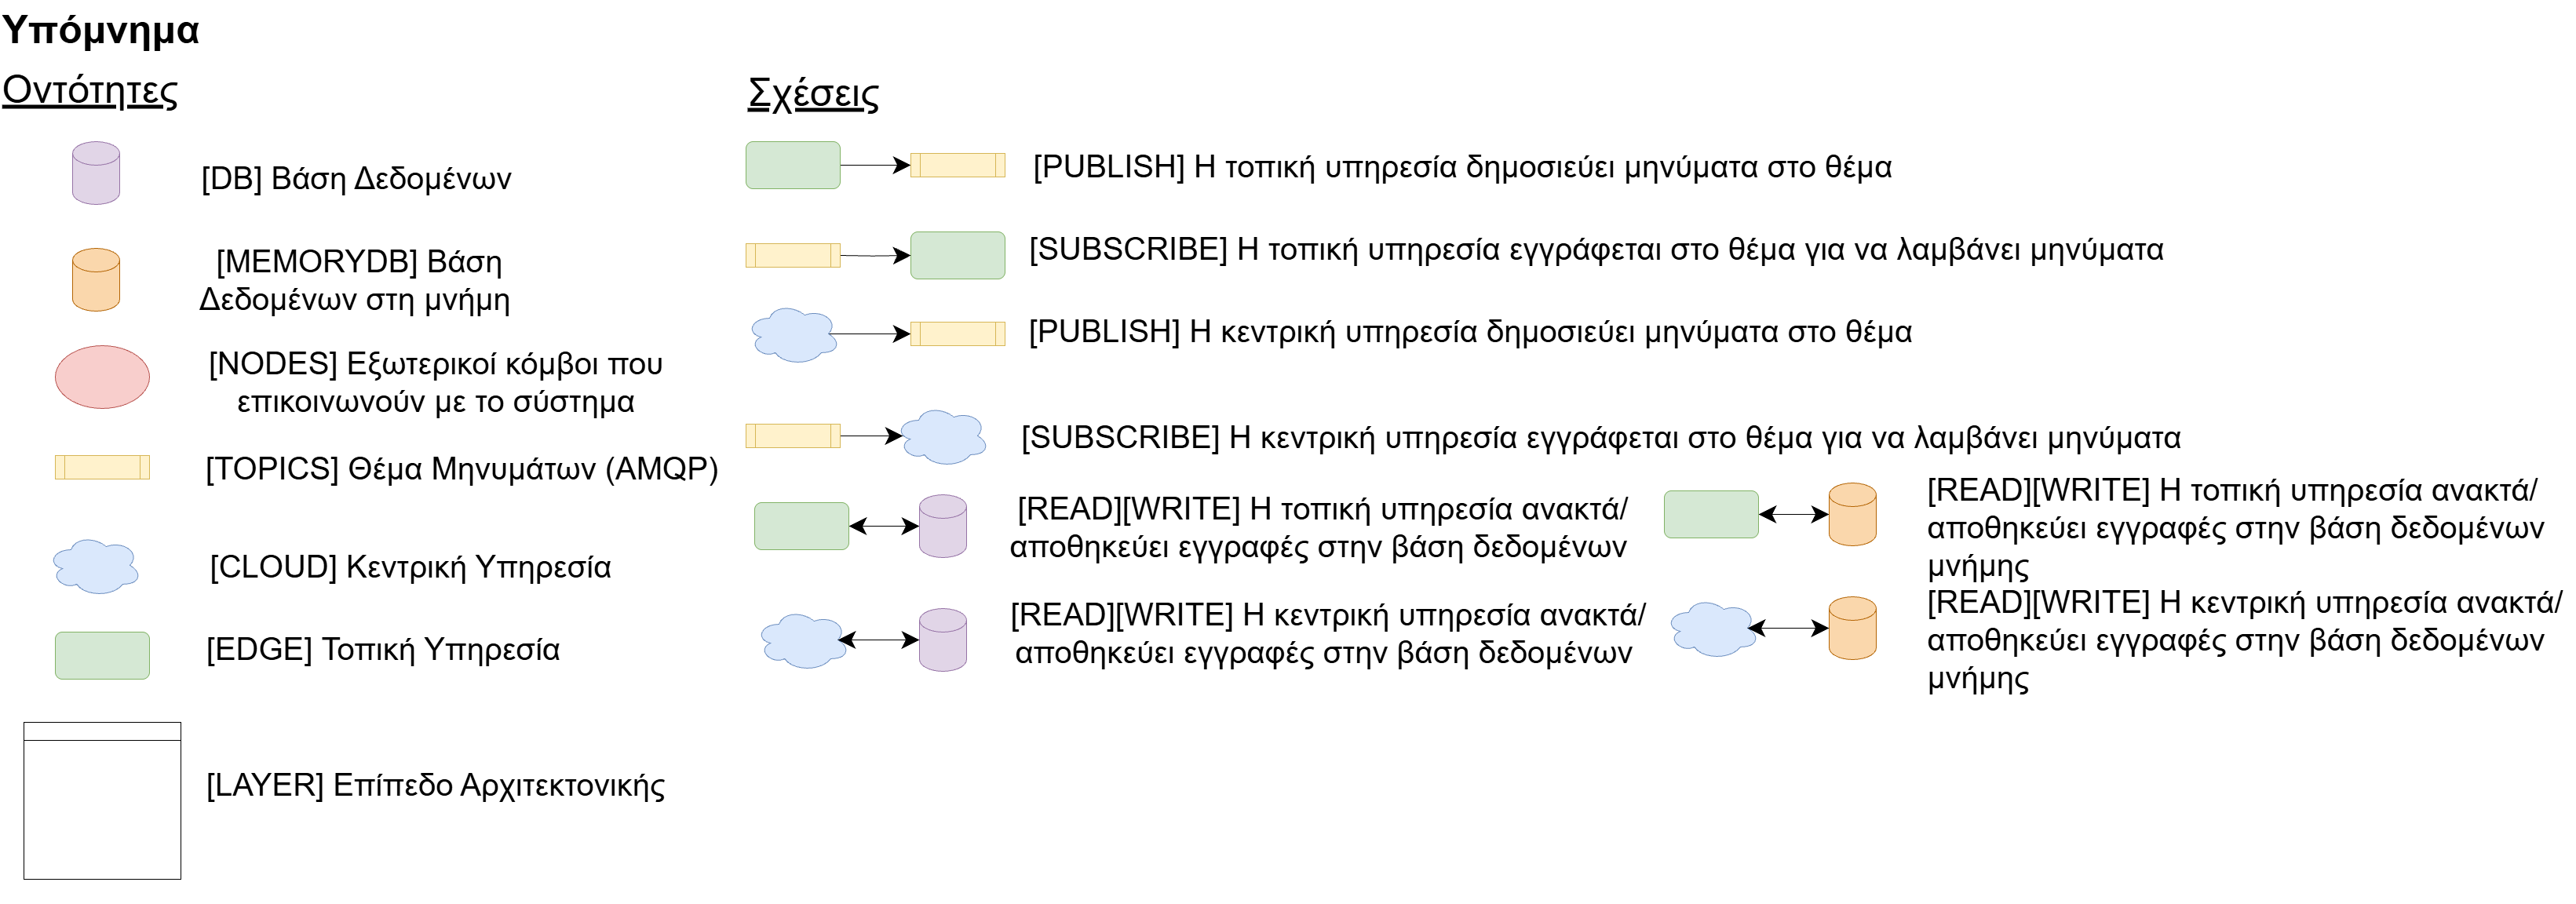 Υπόμνημα
Οντότητες
[DB] Βάση Δεδομένων
[MEMORYDB] Βάση
Δεδομένων στη μνήμη
[NODES] Εξωτερικοί κόμβοι που
επικοινωνούν με το σύστημα
[TOPICS] Θέμα Μηνυμάτων (AMQP)
[CLOUD] Κεντρική Υπηρεσία
[EDGE] Τοπική Υπηρεσία
[LAYER] Επίπεδο Αρχιτεκτονικής
Σχέσεις
[PUBLISH] Η τοπική υπηρεσία δημοσιεύει μηνύματα στο θέμα
[SUBSCRIBE] Η τοπική υπηρεσία εγγράφεται στο θέμα για να λαμβάνει μηνύματα
[PUBLISH] Η κεντρική υπηρεσία δημοσιεύει μηνύματα στο θέμα
[SUBSCRIBE] Η κεντρική υπηρεσία εγγράφεται στο θέμα για να λαμβάνει μηνύματα
[READ][WRITE] Η τοπική υπηρεσία ανακτά/
αποθηκεύει εγγραφές στην βάση δεδομένων
[READ][WRITE] Η κεντρική υπηρεσία ανακτά/
αποθηκεύει εγγραφές στην βάση δεδομένων
[READ][WRITE] Η τοπική υπηρεσία ανακτά/
αποθηκεύει εγγραφές στην βάση δεδομένων
μνήμης
[READ][WRITE] Η κεντρική υπηρεσία ανακτά/
αποθηκεύει εγγραφές στην βάση δεδομένων
μνήμης